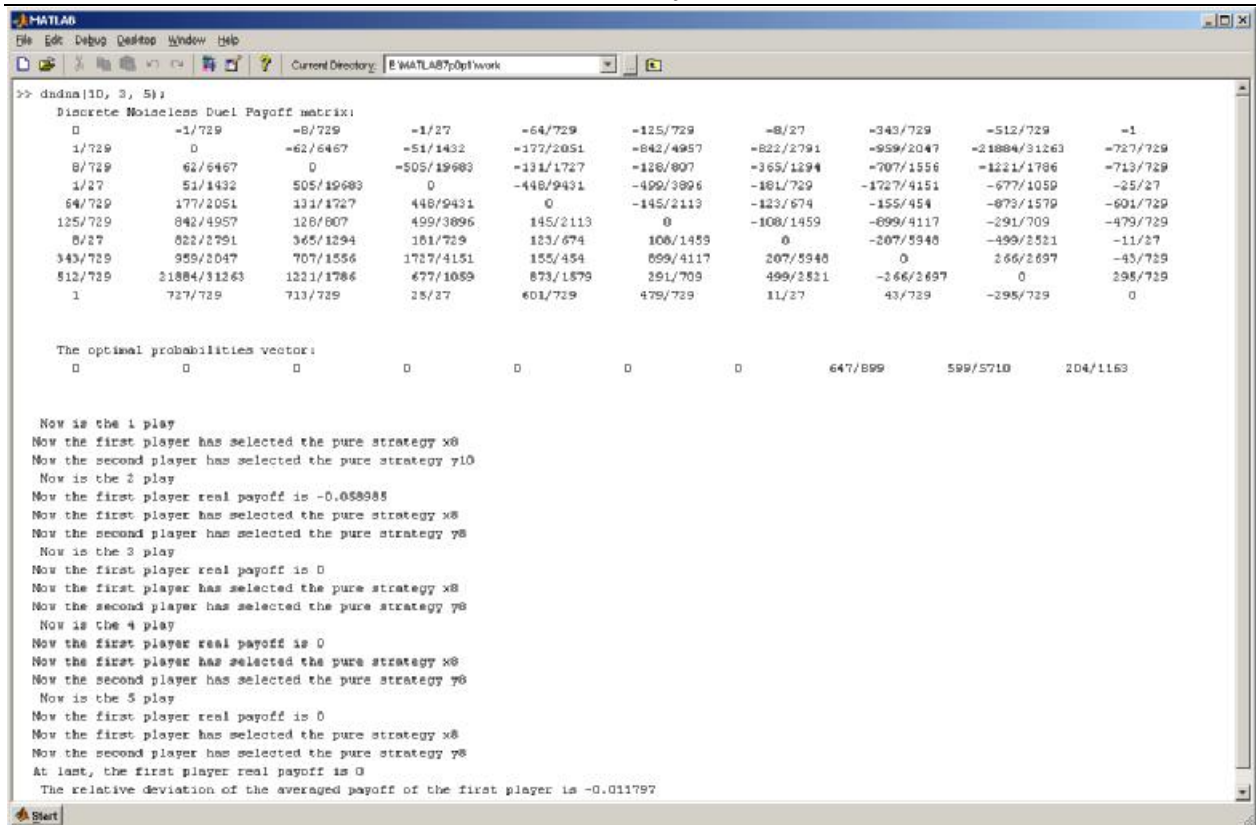 MATLAB
File Edit Debug Desktop Window Help
Current Directory: E:\MATLAB7p0p1\work
>> dndns(10, 3, 5);
Discrete Noiseless Duel Payoff matrix:
0 -1/729 -8/729 -1/27 -64/729 -125/729 -8/27 -343/729 -512/729 -1
1/729 0 -62/6467 -51/1432 -177/2051 -842/4957 -822/2791 -959/2047 -21884/31263 -727/729
8/729 62/6467 0 -505/19683 -131/1727 -128/807 -365/1294 -707/1556 -1221/1786 -713/729
1/27 51/1432 505/19683 0 -448/9431 -499/3896 -181/729 -1727/4151 -677/1059 -25/27
64/729 177/2051 131/1727 448/9431 0 -145/2113 -123/674 -155/454 -873/1579 -601/729
125/729 842/4957 128/807 499/3896 145/2113 0 -108/1459 -899/4117 -291/709 -479/729
8/27 822/2791 365/1294 181/729 123/674 108/1459 0 -207/5948 -499/2521 -11/27
343/729 959/2047 707/1556 1727/4151 155/454 899/4117 207/5948 0 266/2697 -43/729
512/729 21884/31263 1221/1786 677/1059 873/1579 291/709 499/2521 -266/2697 0 295/729
1 727/729 713/729 25/27 601/729 479/729 11/27 43/729 -295/729 0
The optimal probabilities vector:
0 0 0 0 0 0 0 647/899 599/5710 204/1163
Now is the 1 play
Now the first player has selected the pure strategy x8
Now the second player has selected the pure strategy y10
Now is the 2 play
Now the first player real payoff is -0.058985
Now the first player has selected the pure strategy x8
Now the second player has selected the pure strategy y8
Now is the 3 play
Now the first player real payoff is 0
Now the first player has selected the pure strategy x8
Now the second player has selected the pure strategy y8
Now is the 4 play
Now the first player real payoff is 0
Now the first player has selected the pure strategy x8
Now the second player has selected the pure strategy y8
Now is the 5 play
Now the first player real payoff is 0
Now the first player has selected the pure strategy x8
Now the second player has selected the pure strategy y8
At last, the first player real payoff is 0
The relative deviation of the averaged payoff of the first player is -0.011797
Start